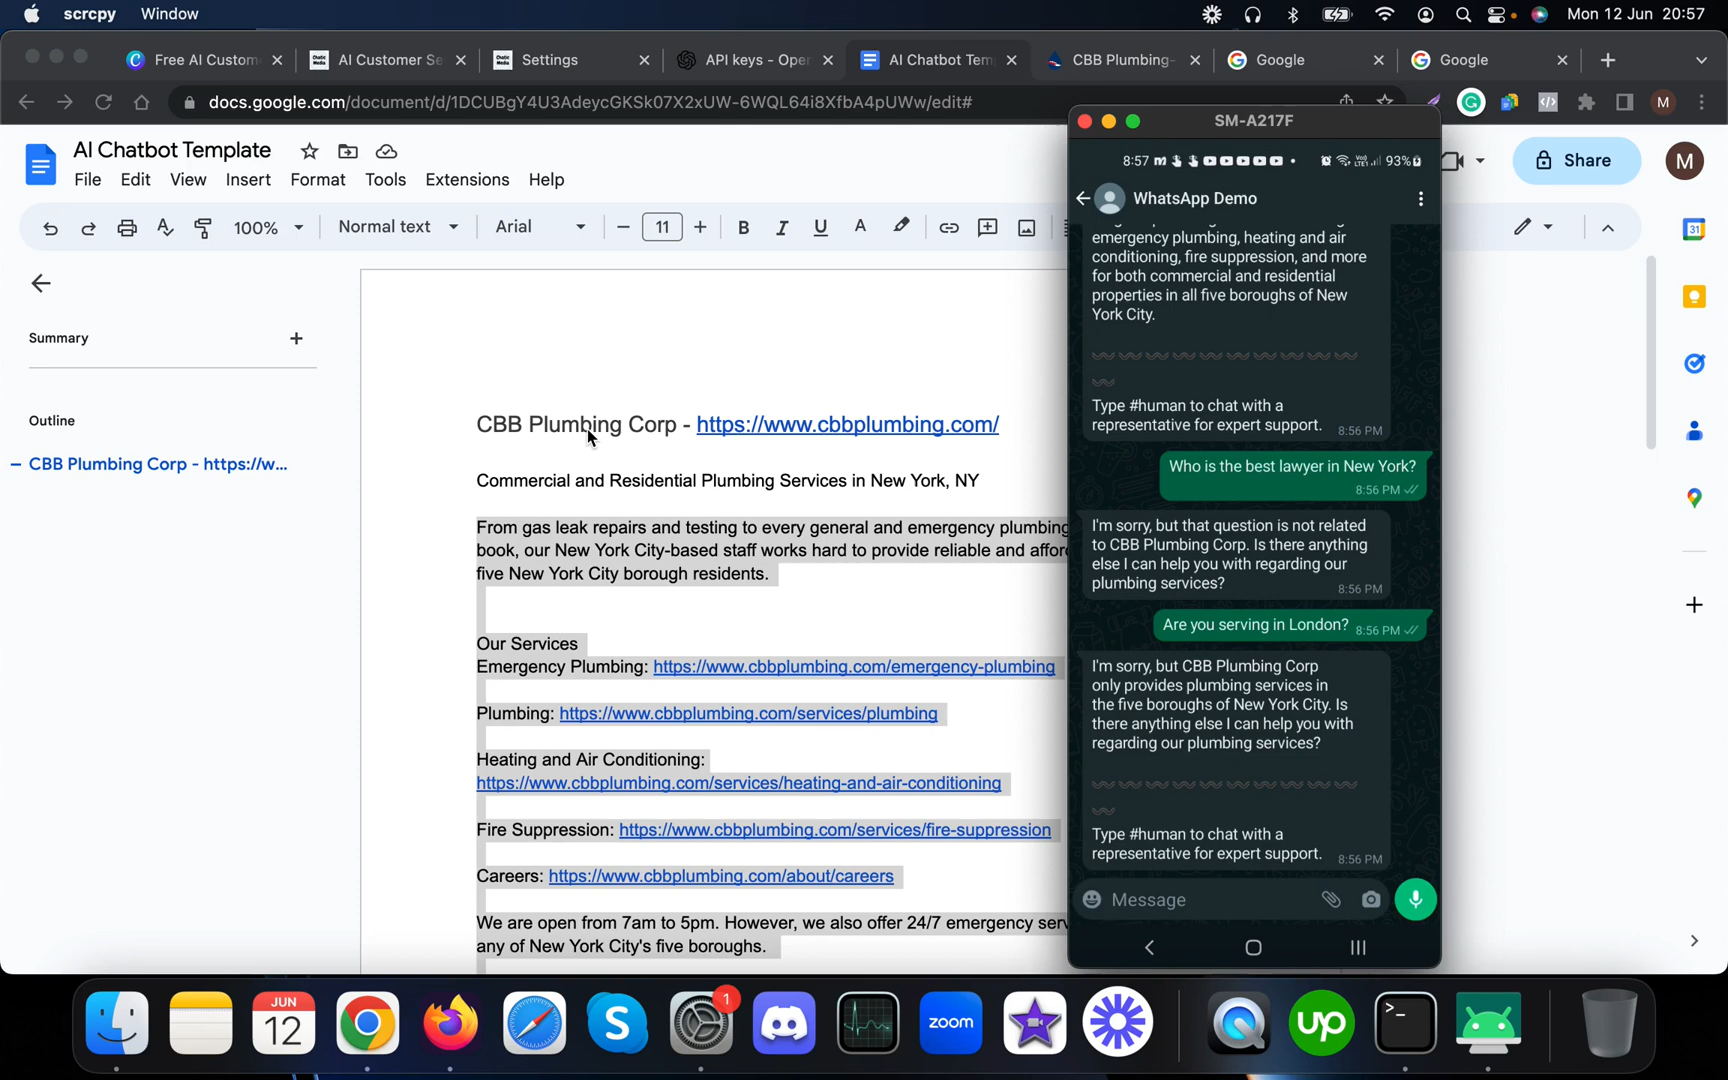 scrcpy Window Mon 12 Jun 20:57
Free AI Custom
AI Customer Se
Settings
API keys - Open
AI Chatbot Tem
CBB Plumbing-
Google
Google
docs.google.com/document/d/1DCUBgY4U3AdeycGKSk07X2xUW-6WQL64i8XfbA4pUWw/edit#
M
AI Chatbot Template
File Edit View Insert Format Tools Extensions Help
Share
M
100%
Normal text
Arial
11
Summary
Outline
CBB Plumbing Corp - https://w...
CBB Plumbing Corp - https://www.cbbplumbing.com/
Commercial and Residential Plumbing Services in New York, NY
From gas leak repairs and testing to every general and emergency plumbing
book, our New York City-based staff works hard to provide reliable and
five New York City borough residents.
Our Services
Emergency Plumbing: https://www.cbbplumbing.com/emergency-plumbing
Plumbing: https://www.cbbplumbing.com/services/plumbing
Heating and Air Conditioning:
https://www.cbbplumbing.com/services/heating-and-air-conditioning
Fire Suppression: https://www.cbbplumbing.com/services/fire-suppression
Careers: https://www.cbbplumbing.com/about/careers
We are open from 7am to 5pm. However, we also offer 24/7 emergency
any of New York City's five boroughs.
SM-A217F
8:57 93%
WhatsApp Demo
emergency plumbing, heating and air
conditioning, fire suppression, and more
for both commercial and residential
properties in all five boroughs of New
York City.
Type #human to chat with a
representative for expert support. 8:56 PM
Who is the best lawyer in New York?
8:56 PM
I'm sorry, but that question is not related
to CBB Plumbing Corp. Is there anything
else I can help you with regarding our
plumbing services?
8:56 PM
Are you serving in London? 8:56 PM
I'm sorry, but CBB Plumbing Corp
only provides plumbing services in
the five boroughs of New York City. Is
there anything else I can help you with
regarding our plumbing services?
Type #human to chat with a
representative for expert support. 8:56 PM
Message
JUN
12
1
zoom
up